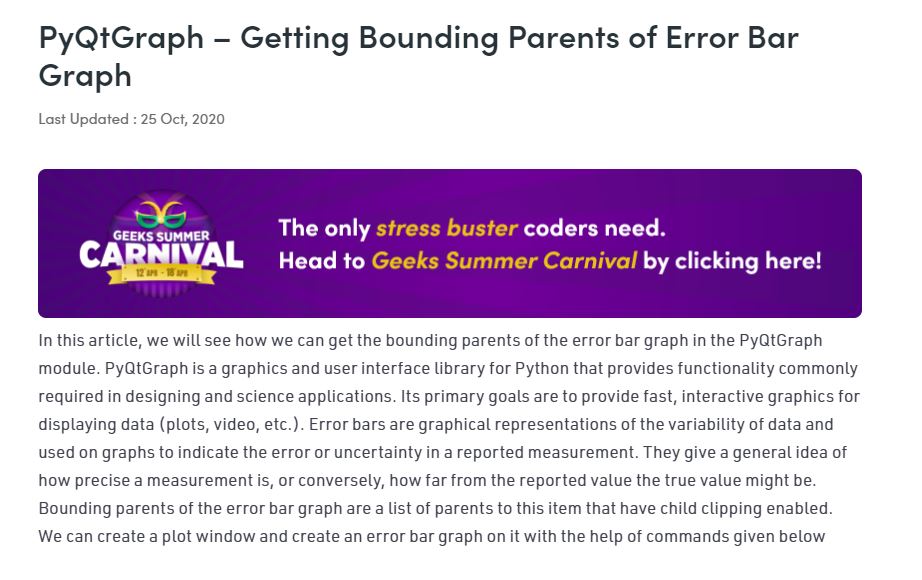 PyQtGraph – Getting Bounding Parents of Error Bar
Graph
Last Updated : 25 Oct, 2020
GEEKS SUMMER
CARNIVAL
12 APR - 18 APR
The only stress buster coders need.
Head to Geeks Summer Carnival by clicking here!
In this article, we will see how we can get the bounding parents of the error bar graph in the PyQtGraph
module. PyQtGraph is a graphics and user interface library for Python that provides functionality commonly
required in designing and science applications. Its primary goals are to provide fast, interactive graphics for
displaying data (plots, video, etc.). Error bars are graphical representations of the variability of data and
used on graphs to indicate the error or uncertainty in a reported measurement. They give a general idea of
how precise a measurement is, or conversely, how far from the reported value the true value might be.
Bounding parents of the error bar graph are a list of parents to this item that have child clipping enabled.
We can create a plot window and create an error bar graph on it with the help of commands given below